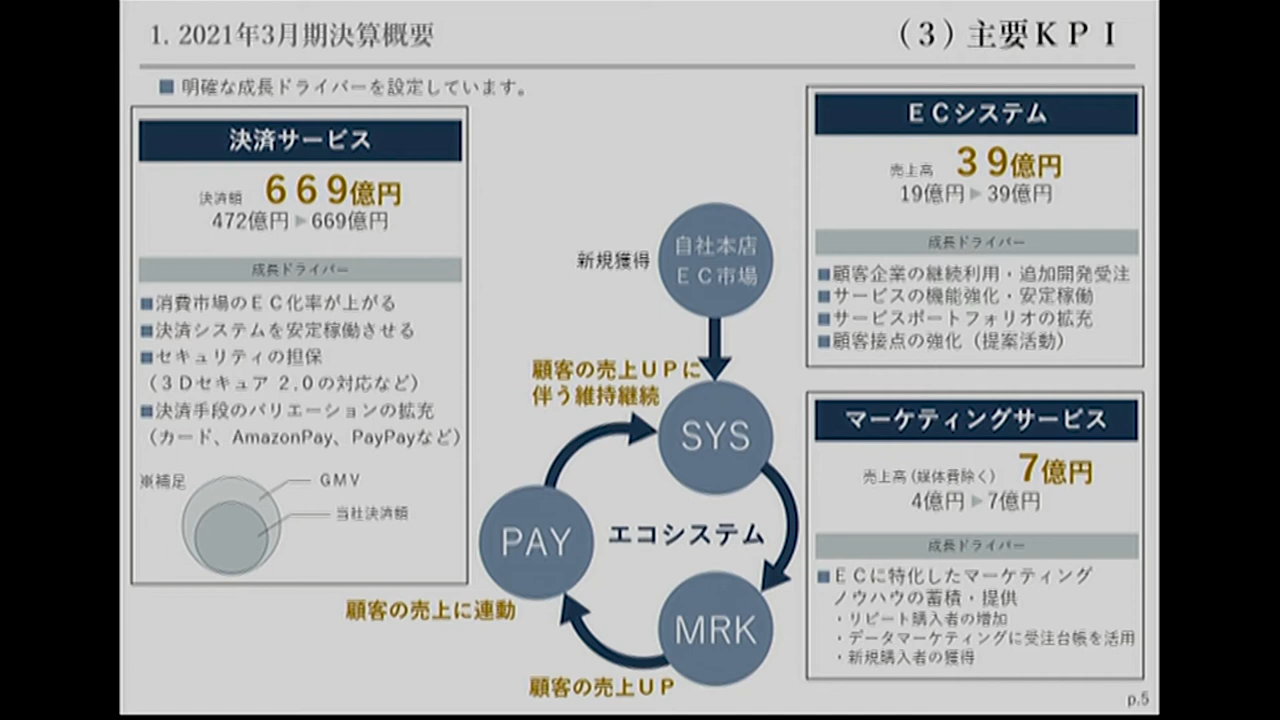 1. 2021年3月期決算概要
（3）主要ＫＰＩ
■ 明確な成長ドライバーを設定しています。
決済サービス
決済額 ６６９億円
472億円▶669億円
成長ドライバー
■消費市場のＥＣ化率が上がる
■決済システムを安定稼働させる
■セキュリティの担保
（３Ｄセキュア ２.０の対応など）
■決済手段のバリエーションの拡充
（カード、AmazonPay、PayPayなど）
※補足
ＧＭＶ
当社決済額
新規獲得
自社本店
ＥＣ市場
顧客の売上ＵＰに
伴う維持継続
SYS
PAY
エコシステム
MRK
顧客の売上に連動
顧客の売上ＵＰ
ＥＣシステム
売上高 ３９億円
19億円▶39億円
成長ドライバー
■顧客企業の継続利用・追加開発受注
■サービスの機能強化・安定稼働
■サービスポートフォリオの拡充
■顧客接点の強化（提案活動）
マーケティングサービス
売上高（媒体費除く） 7億円
4億円▶7億円
成長ドライバー
■ＥＣに特化したマーケティング
ノウハウの蓄積・提供
・リピート購入者の増加
・データマーケティングに受注台帳を活用
・新規購入者の獲得
p.5